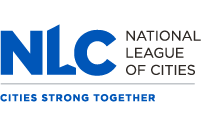 NLC
NATIONAL
LEAGUE
OF CITIES
CITIES STRONG TOGETHER